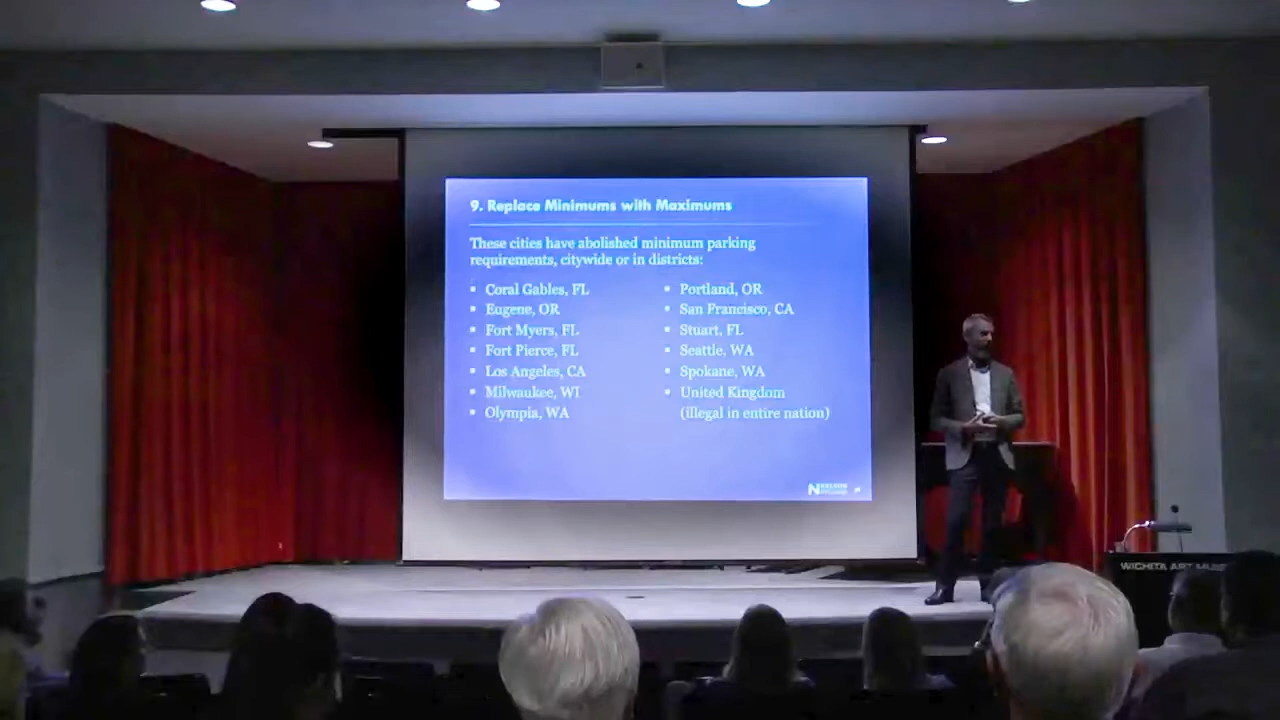 9. Replace Minimums with Maximums
These cities have abolished minimum parking
requirements, citywide or in districts:
▪ Coral Gables, FL
▪ Eugene, OR
▪ Fort Myers, FL
▪ Fort Pierce, FL
▪ Los Angeles, CA
▪ Milwaukee, WI
▪ Olympia, WA
▪ Portland, OR
▪ San Francisco, CA
▪ Stuart, FL
▪ Seattle, WA
▪ Spokane, WA
▪ United Kingdom
(illegal in entire nation)
NELSON
WICHITA ART